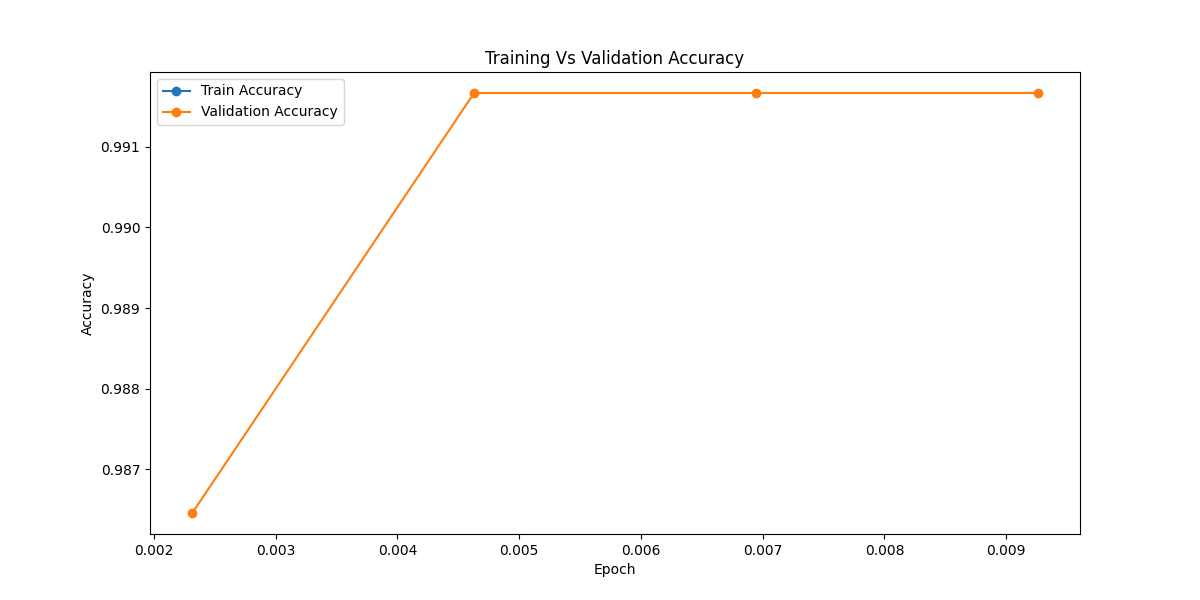 Training Vs Validation Accuracy
Train Accuracy
Validation Accuracy
0.991
0.990
0.989
0.988
0.987
Accuracy
0.002 0.003 0.004 0.005 0.006 0.007 0.008 0.009
Epoch